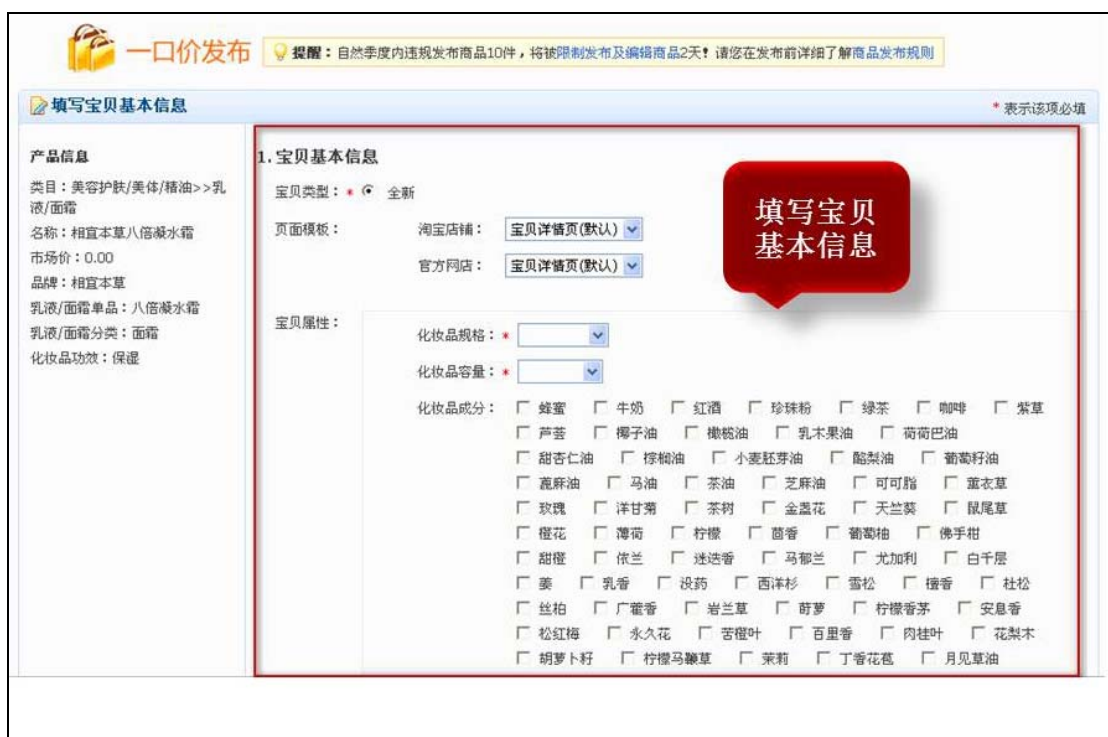 一口价发布
提醒：自然季度内违规发布商品10件，将被限制发布及编辑商品2天！请您在发布前详细了解商品发布规则
填写宝贝基本信息
* 表示该项必填
产品信息
类目：美容护肤/美体/精油>>乳
液/面霜
名称：相宜本草八倍凝水霜
市场价：0.00
品牌：相宜本草
乳液/面霜单品：八倍凝水霜
乳液/面霜分类：面霜
化妆品功效：保湿
1. 宝贝基本信息
宝贝类型：* 全新
页面模板： 淘宝店铺： 宝贝详情页(默认)
官方网店： 宝贝详情页(默认)
填写宝贝
基本信息
宝贝属性：
化妆品规格：*
化妆品容量：*
化妆品成分： 蜂蜜 牛奶 红酒 珍珠粉 绿茶 咖啡 紫草
芦荟 椰子油 橄榄油 乳木果油 荷荷巴油
甜杏仁油 棕榈油 小麦胚芽油 酪梨油 葡萄籽油
蓖麻油 马油 茶油 芝麻油 可可脂 薰衣草
玫瑰 洋甘菊 茶树 金盏花 天竺葵 鼠尾草
橙花 薄荷 柠檬 茴香 葡萄柚 佛手柑
甜橙 依兰 迷迭香 马郁兰 尤加利 白千层
姜 乳香 没药 西洋杉 雪松 檀香 杜松
丝柏 广藿香 岩兰草 莳萝 柠檬香茅 安息香
松红梅 永久花 苦橙叶 百里香 肉桂叶 花梨木
胡萝卜籽 柠檬马鞭草 茉莉 丁香花苞 月见草油